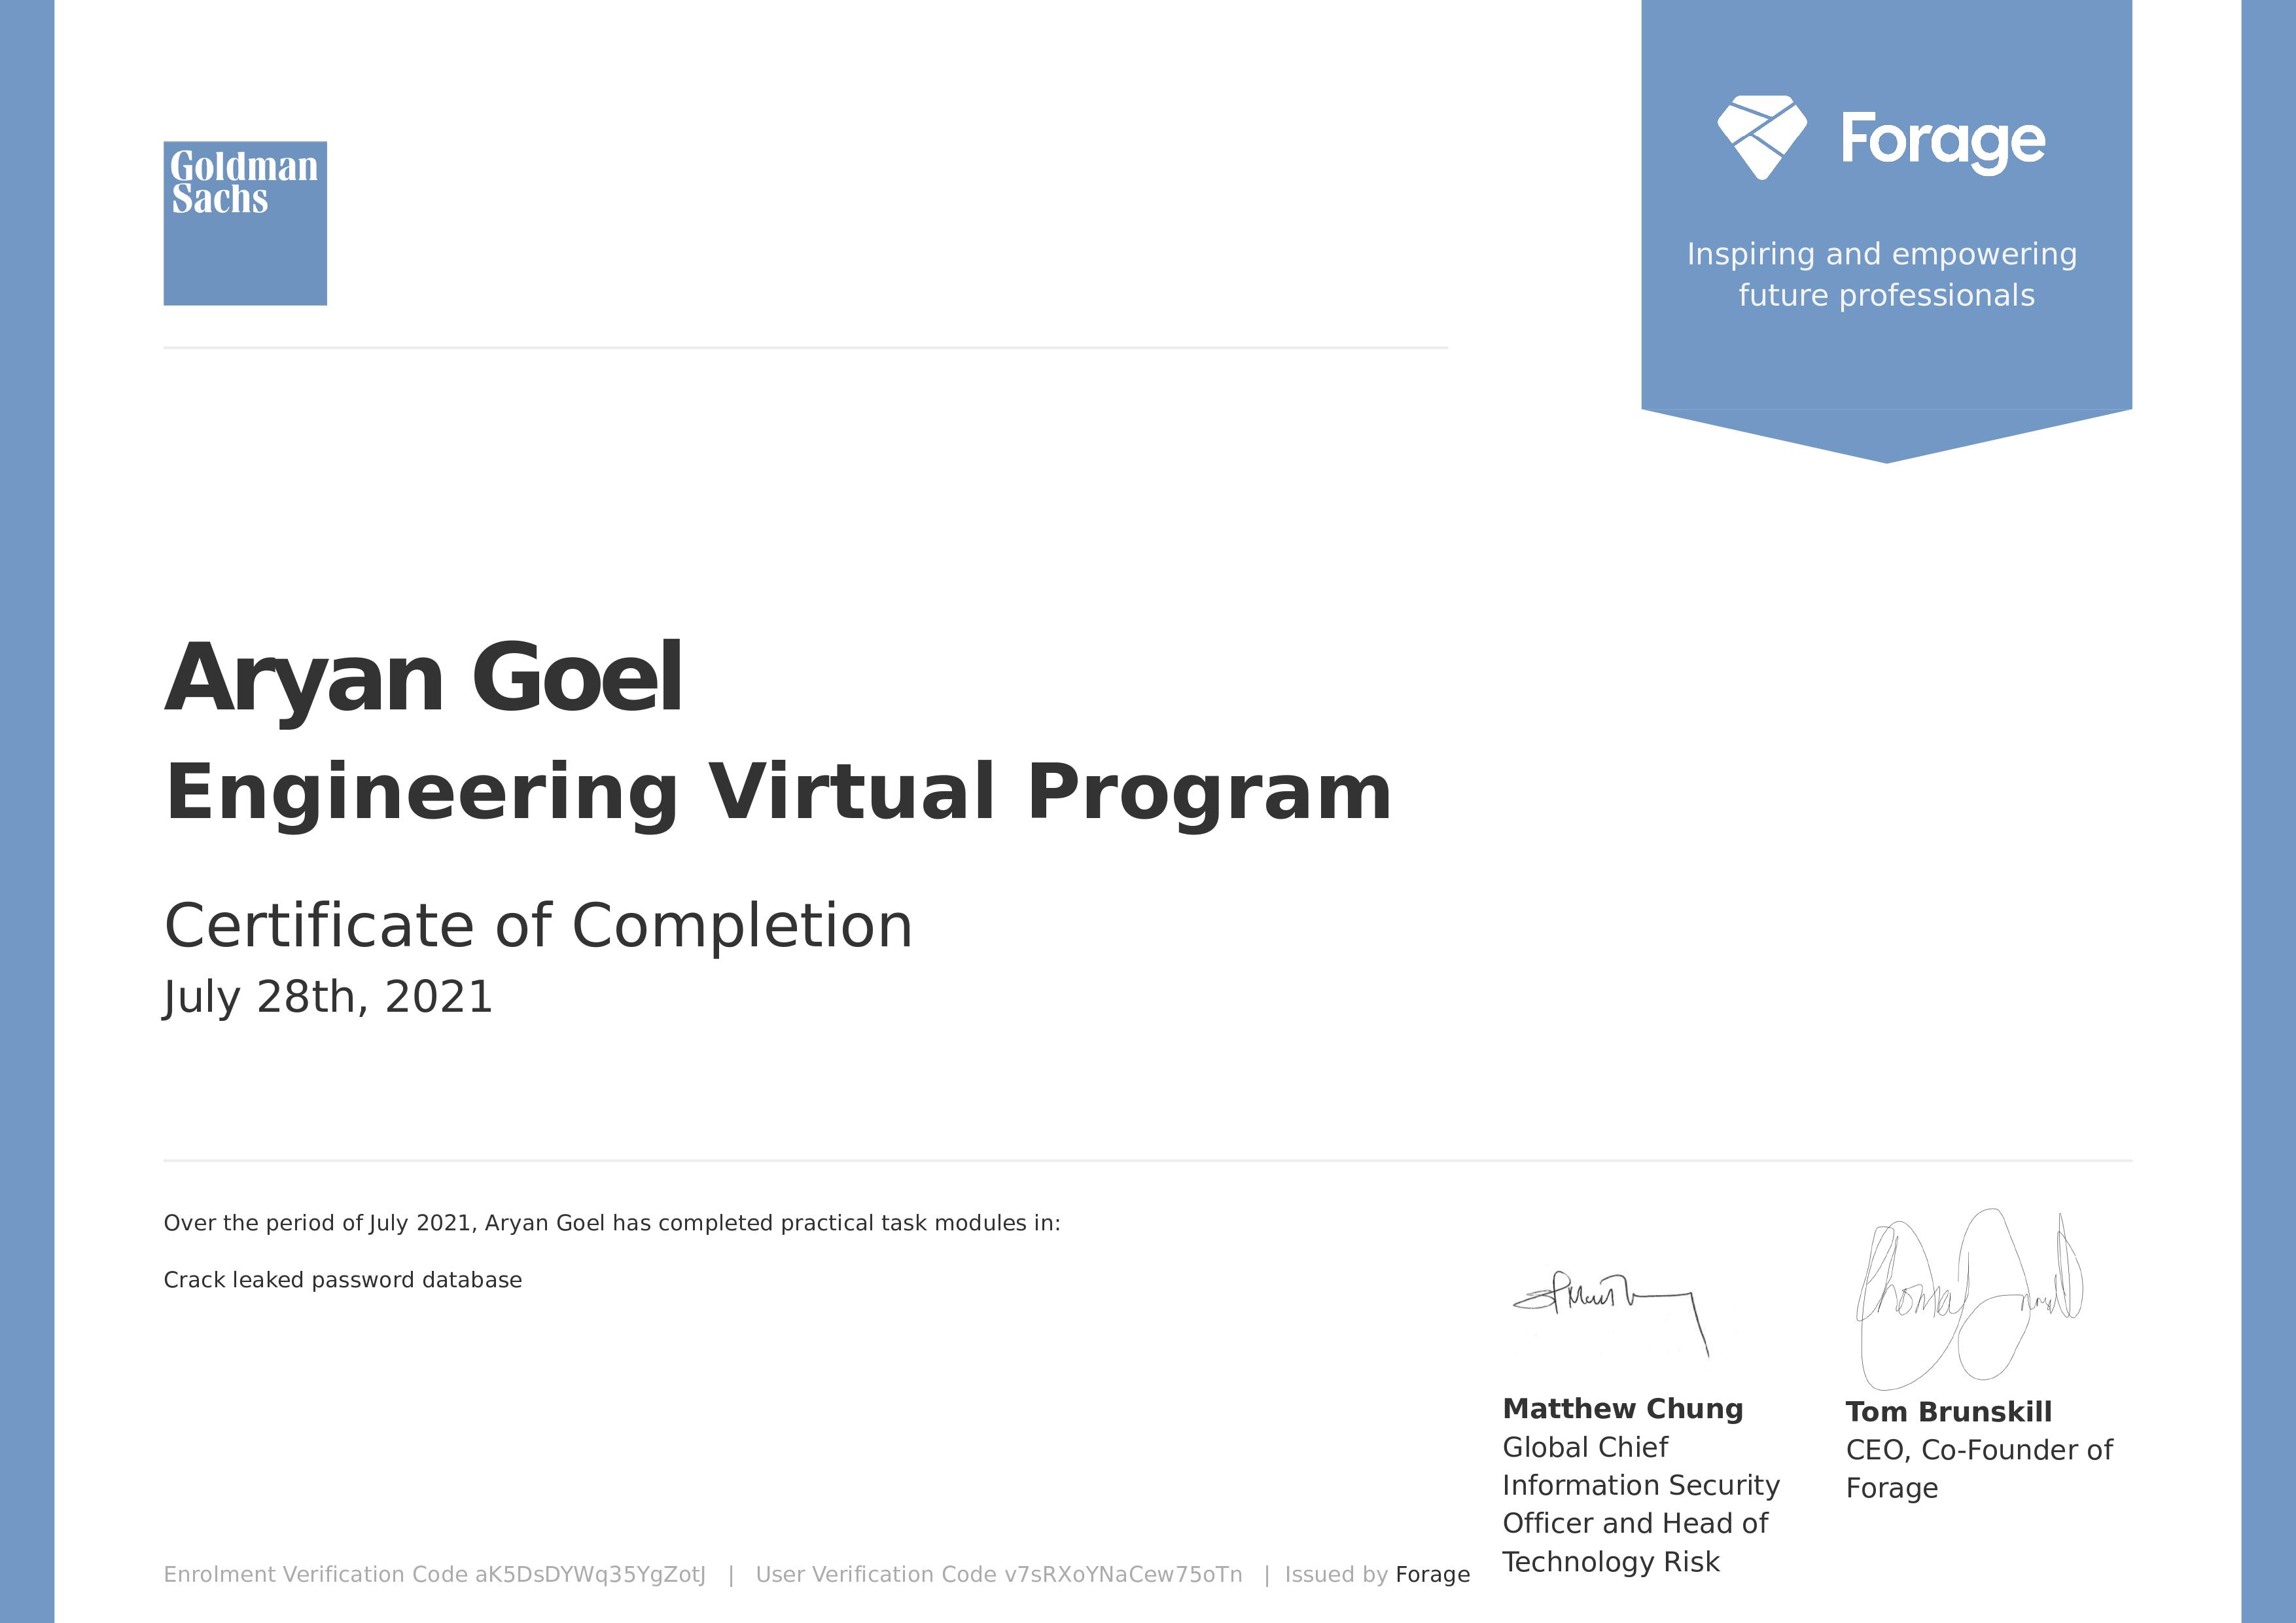 Goldman
Sachs
Forage
Inspiring and empowering
future professionals
Aryan Goel
Engineering Virtual Program
Certificate of Completion
July 28th, 2021
Over the period of July 2021, Aryan Goel has completed practical task modules in:
Crack leaked password database
Matthew Chung
Global Chief
Information Security
Officer and Head of
Technology Risk
Tom Brunskill
CEO, Co-Founder of
Forage
Enrolment Verification Code aK5DsDYWq35YgZotJ | User Verification Code v7sRXoYNaCew75oTn | Issued by Forage